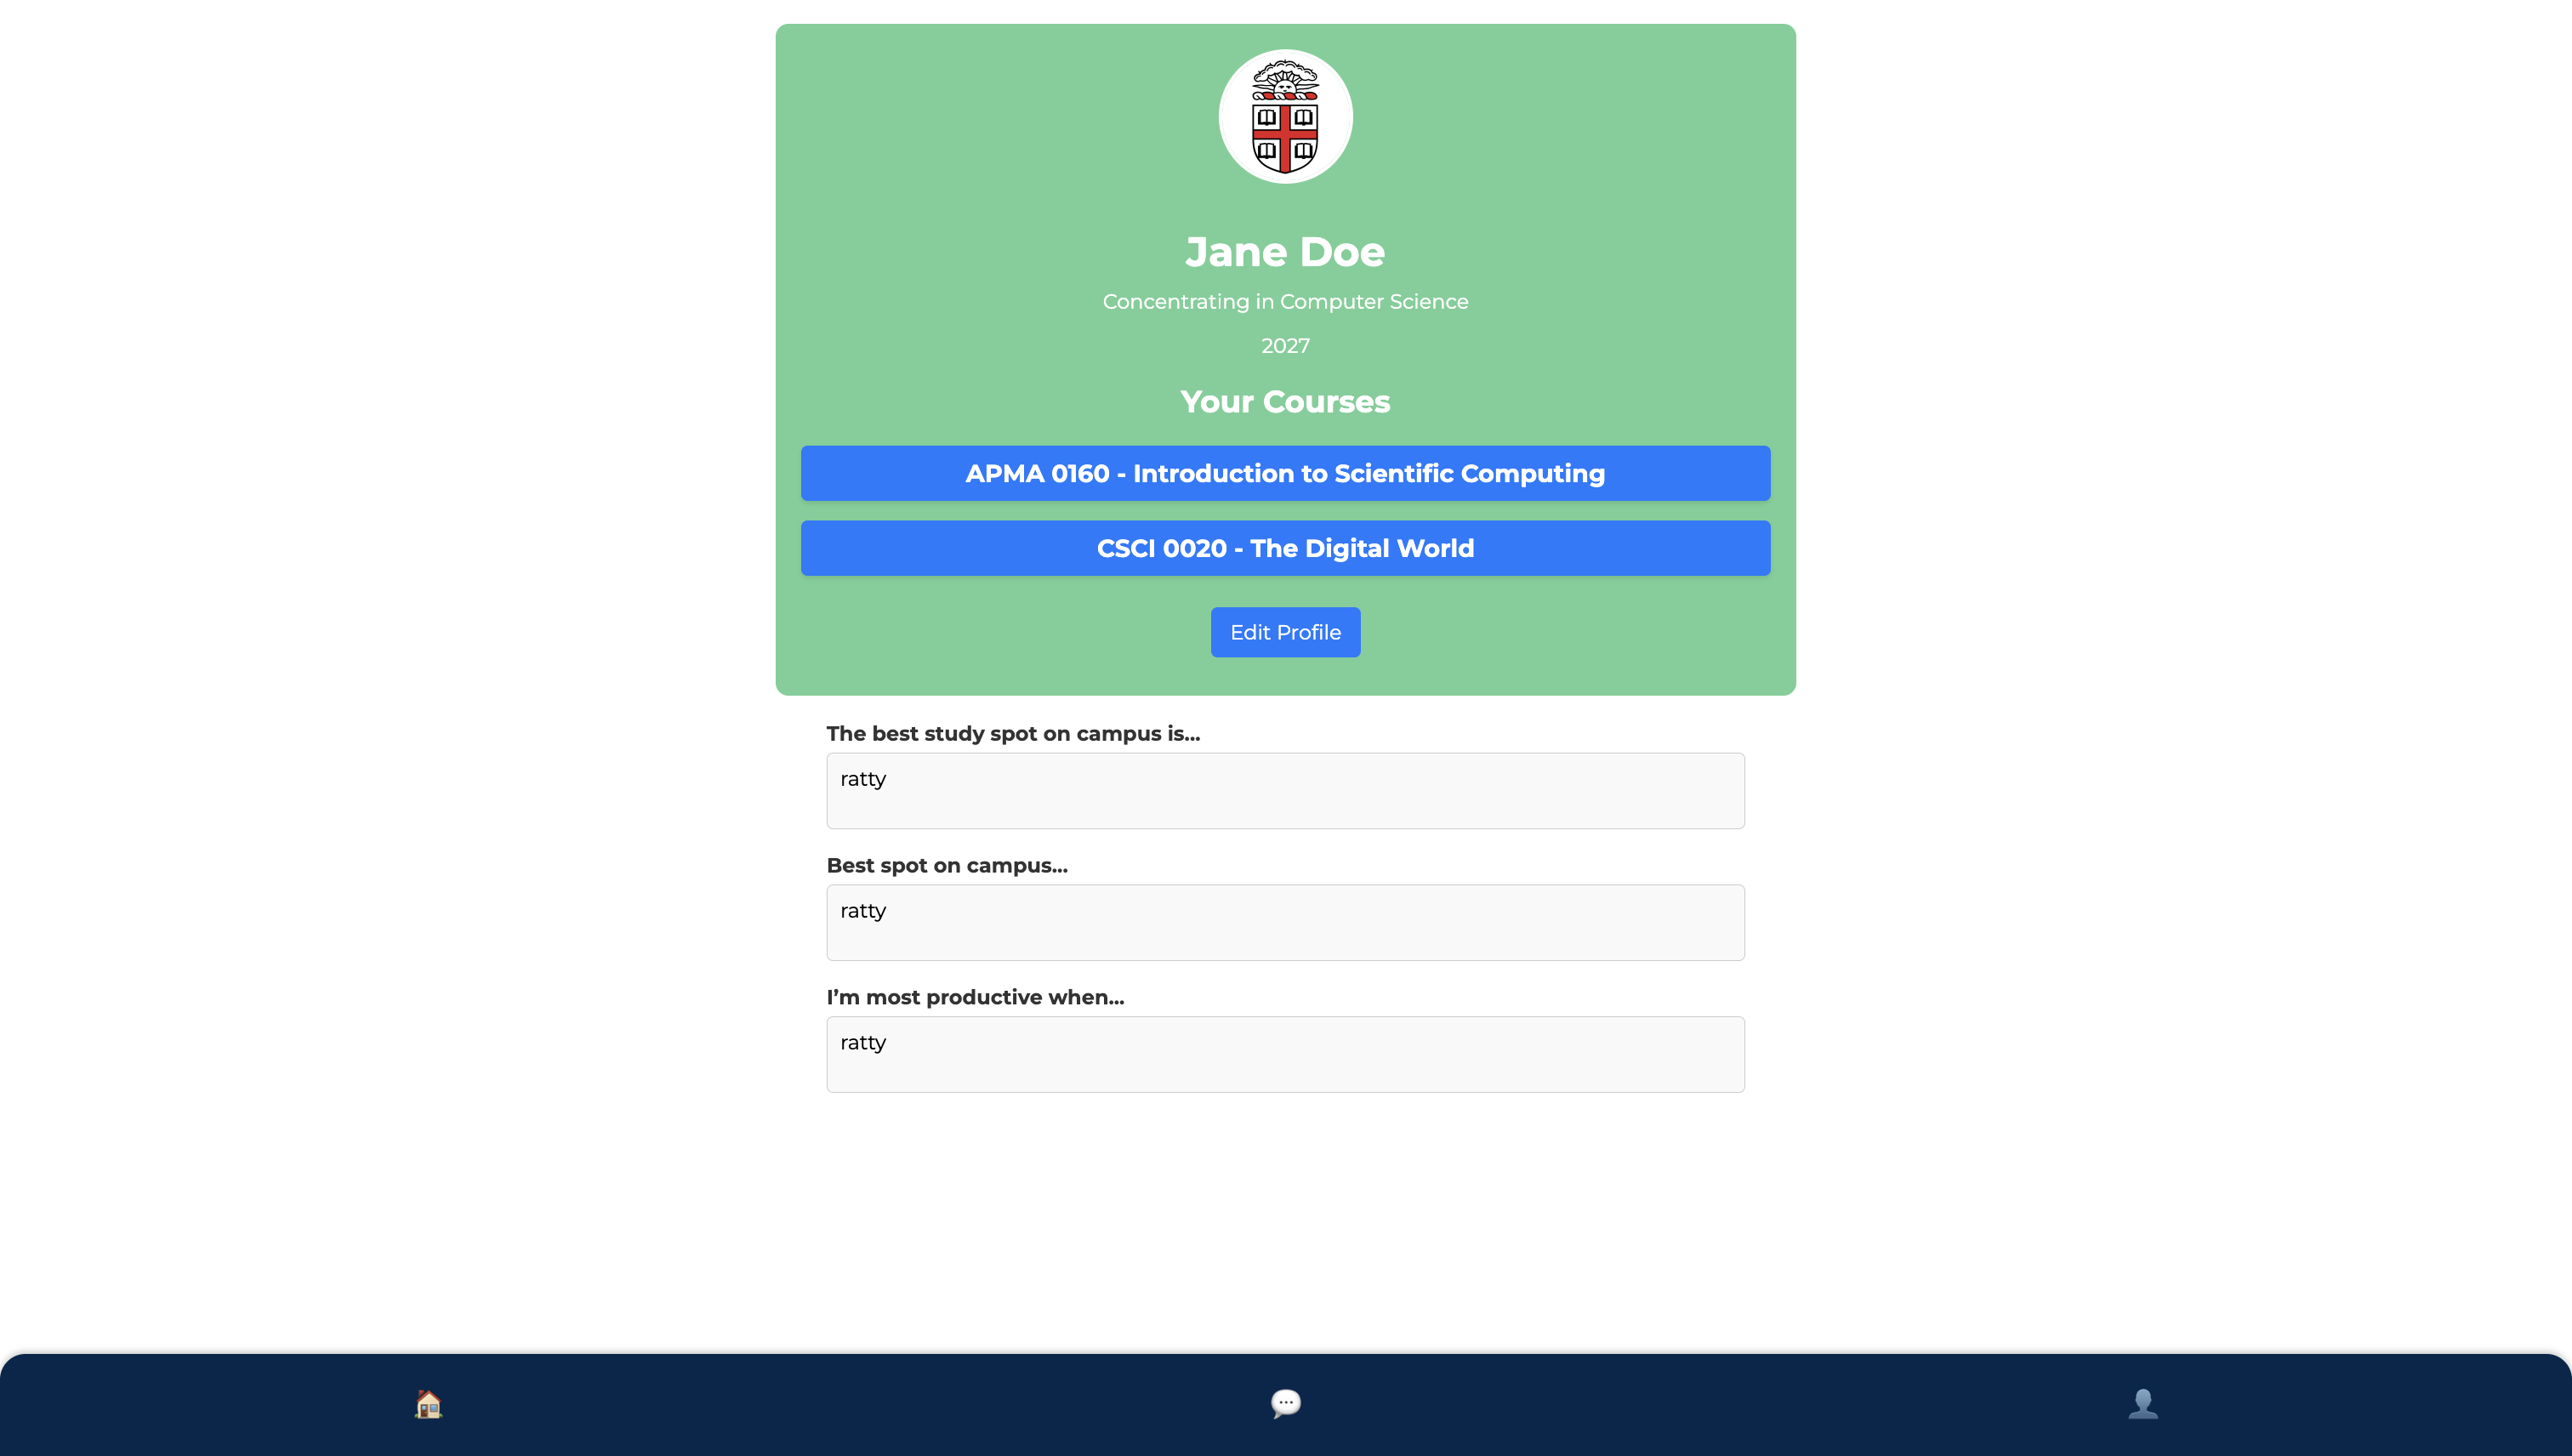 Jane Doe
Concentrating in Computer Science
2027
Your Courses
APMA 0160 - Introduction to Scientific Computing
CSCI 0020 - The Digital World
Edit Profile
The best study spot on campus is...
ratty
Best spot on campus...
ratty
I’m most productive when...
ratty